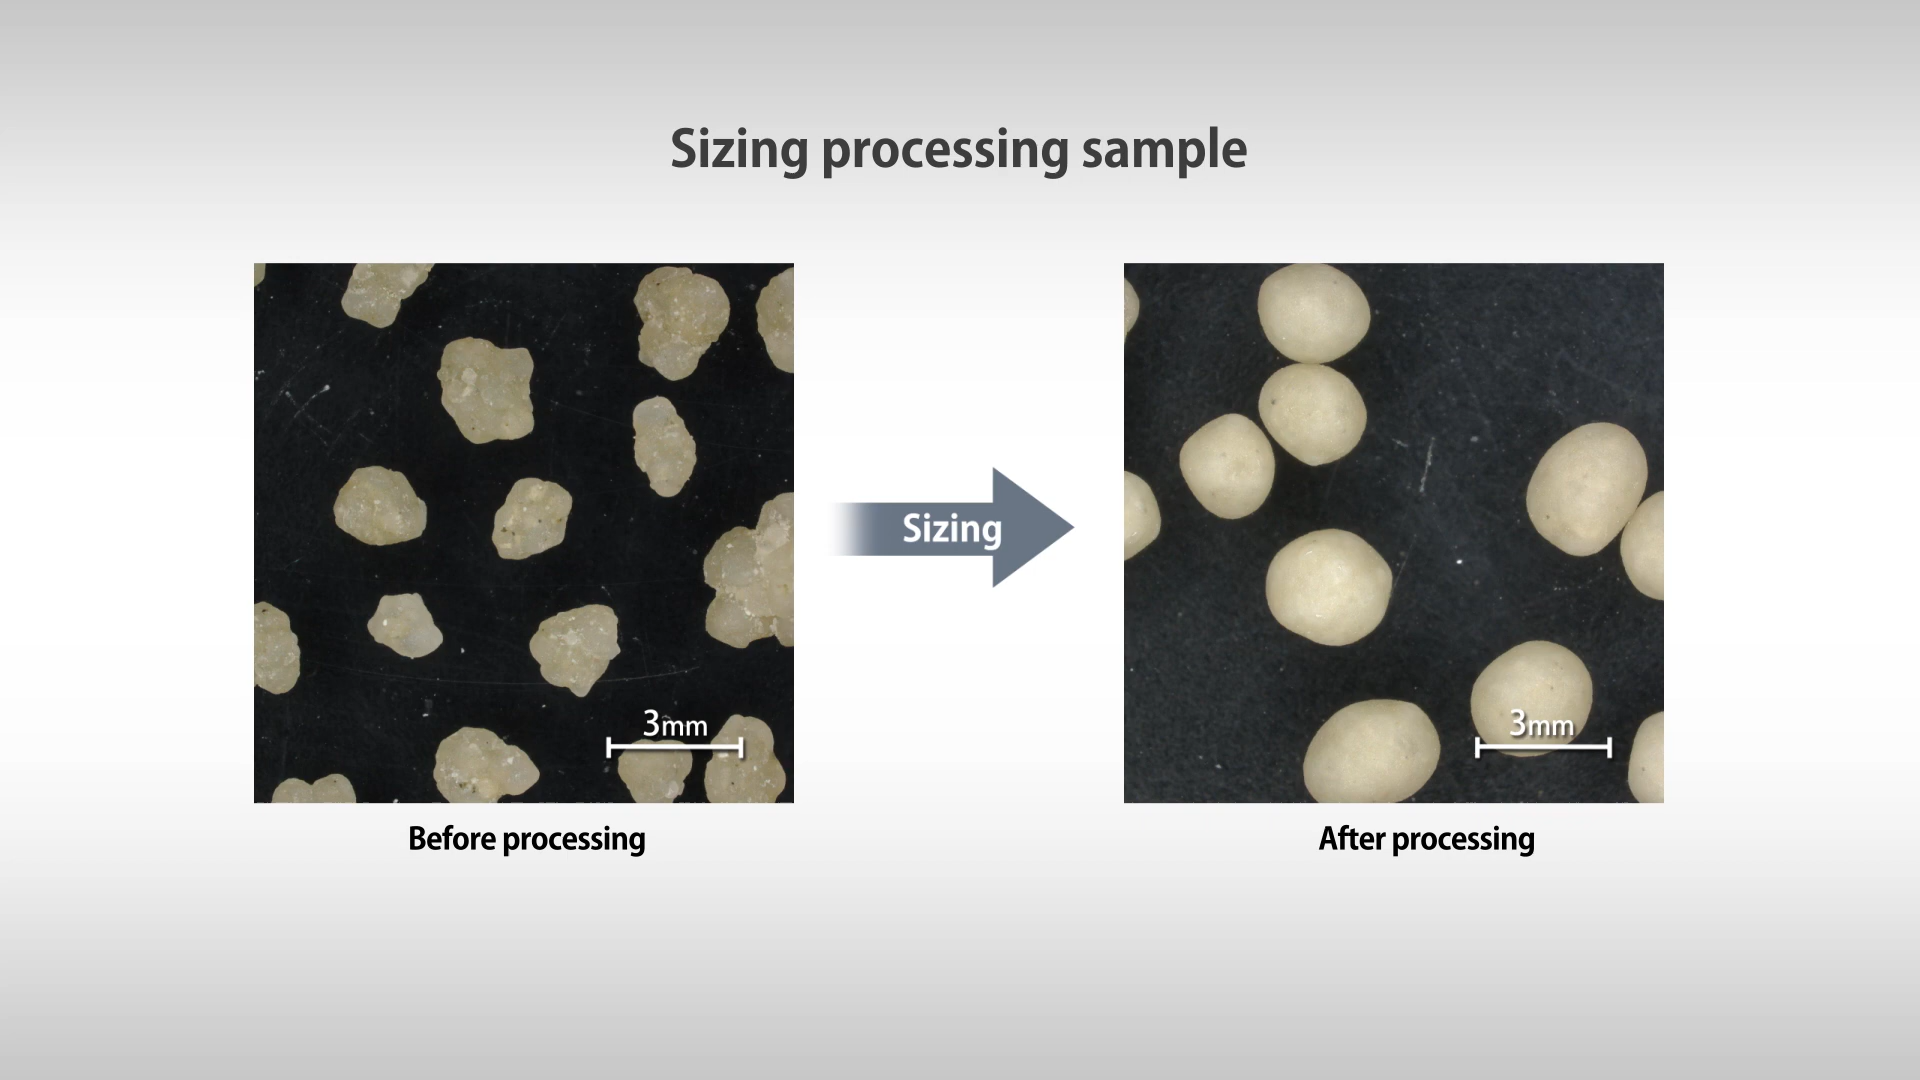 Sizing processing sample
3mm
Sizing
3mm
Before processing
After processing